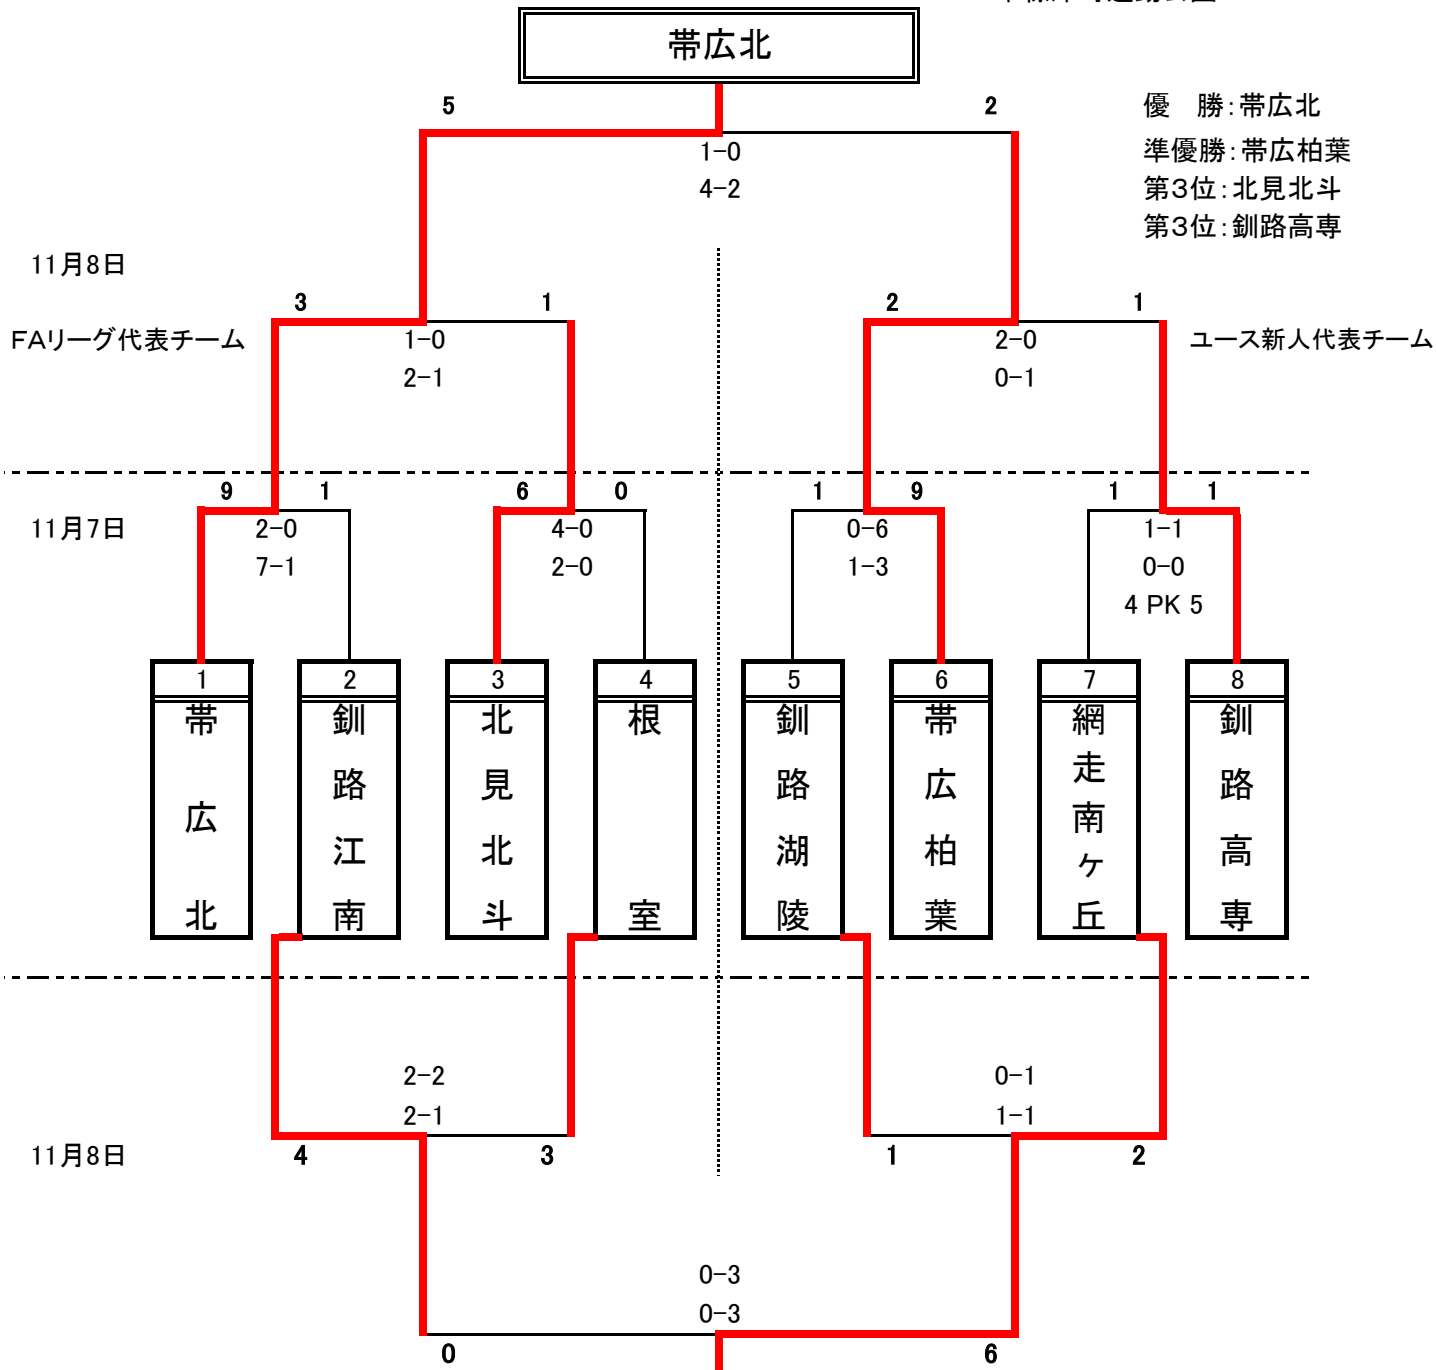 帯広北
5 2
1-0
4-2
優　勝：帯広北
準優勝：帯広柏葉
第3位：北見北斗
第3位：釧路高専
11月8日
3 1 2 1
FAリーグ代表チーム
1-0
2-1
2-0
0-1
ユース新人代表チーム
9 1 6 0 1 9 1 1
11月7日
2-0
7-1
4-0
2-0
0-6
1-3
1-1
0-0
4 PK 5
1
帯広北
2
釧路江南
3
北見北斗
4
根室
5
釧路湖陵
6
帯広柏葉
7
網走南ヶ丘
8
釧路高専
2-2
2-1
0-1
1-1
11月8日
4 3 1 2
0-3
0-3
0 6